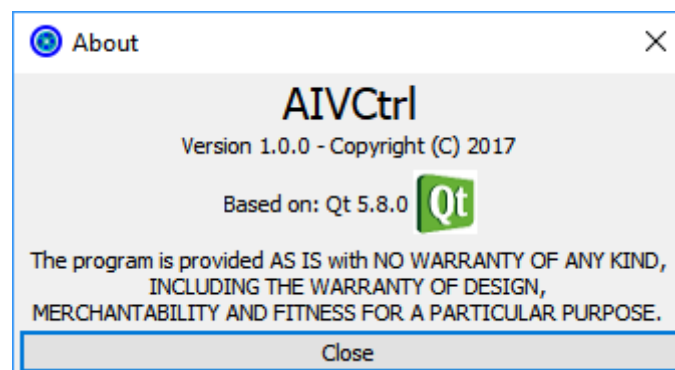 About
AIVCtrl
Version 1.0.0 - Copyright (C) 2017
Based on: Qt 5.8.0 Qt
The program is provided AS IS with NO WARRANTY OF ANY KIND,
INCLUDING THE WARRANTY OF DESIGN,
MERCHANTABILITY AND FITNESS FOR A PARTICULAR PURPOSE.
Close